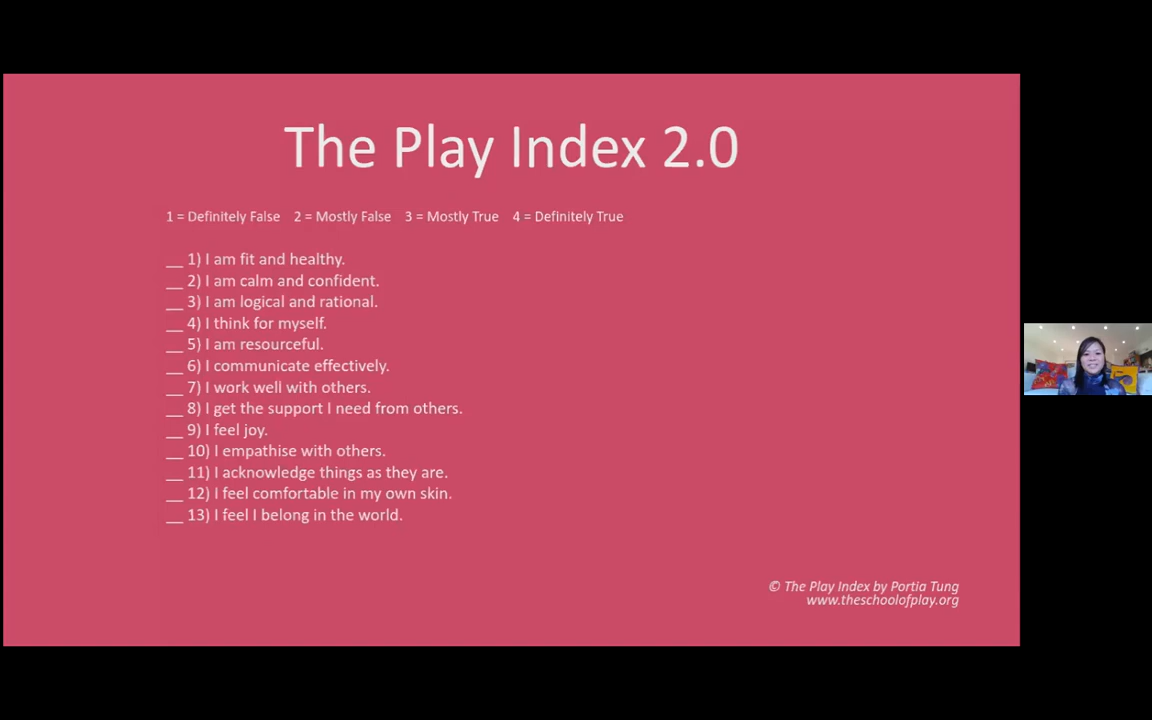 The Play Index 2.0
1 = Definitely False 2 = Mostly False 3 = Mostly True 4 = Definitely True
__ 1) I am fit and healthy.
__ 2) I am calm and confident.
__ 3) I am logical and rational.
__ 4) I think for myself.
__ 5) I am resourceful.
__ 6) I communicate effectively.
__ 7) I work well with others.
__ 8) I get the support I need from others.
__ 9) I feel joy.
__ 10) I empathise with others.
__ 11) I acknowledge things as they are.
__ 12) I feel comfortable in my own skin.
__ 13) I feel I belong in the world.
© The Play Index by Portia Tung
www.theschoolofplay.org